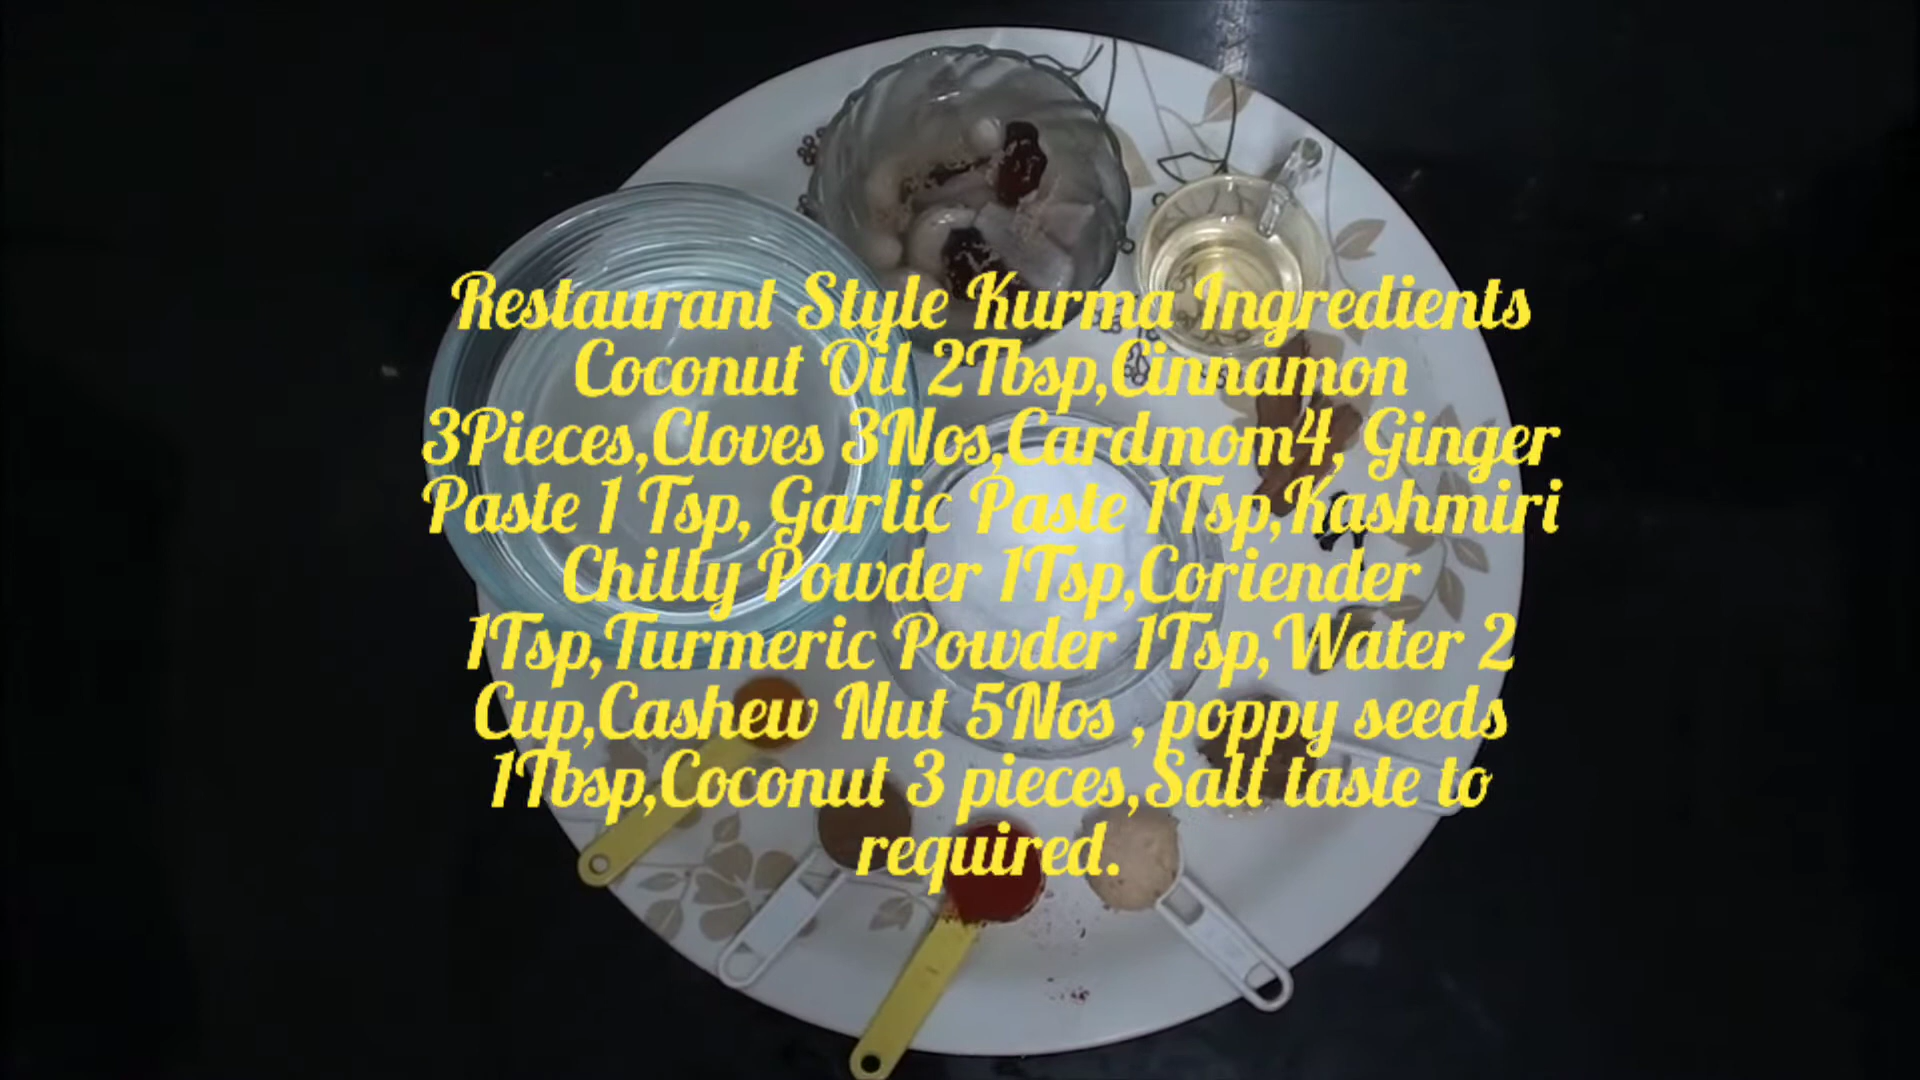 Restaurant Style Kurma Ingredients
Coconut Oil 2Tbsp,Cinnamon
3Pieces,Cloves 3Nos,Cardmom4, Ginger
Paste 1 Tsp, Garlic Paste 1Tsp,Kashmiri
Chilly Powder 1Tsp,Coriender
1Tsp,Turmeric Powder 1Tsp,Water 2
Cup,Cashew Nut 5Nos , poppy seeds
1Tbsp,Coconut 3 pieces,Salt taste to
required.